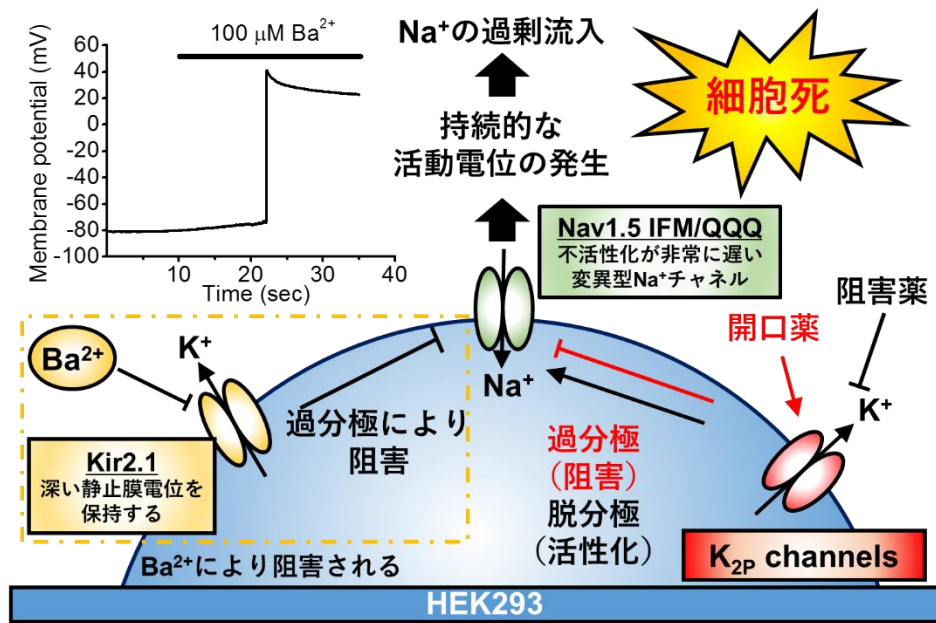 100 μM Ba²⁺
Membrane potential (mV)
60
40
20
0
-20
-40
-60
-80
-100
0
10
20
30
40
Time (sec)
Na⁺の過剰流入
持続的な
活動電位の発生
細胞死
Nav1.5 IFM/QQQ
不活性化が非常に遅い
変異型Na⁺チャネル
阻害薬
開口薬
K⁺
Ba²⁺
K⁺
Na⁺
過分極により
阻害
Kir2.1
深い静止膜電位を
保持する
過分極
(阻害)
脱分極
(活性化)
K₂P channels
Ba²⁺により阻害される
HEK293